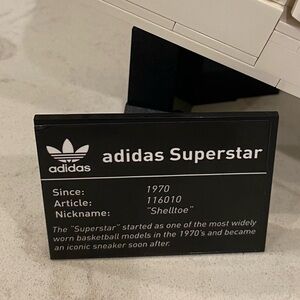 adidas
adidas Superstar
Since: 1970
Article: 116010
Nickname: "Shelltoe"
The "Superstar" started as one of the most widely
worn basketball models in the 1970's and became
an iconic sneaker soon after.